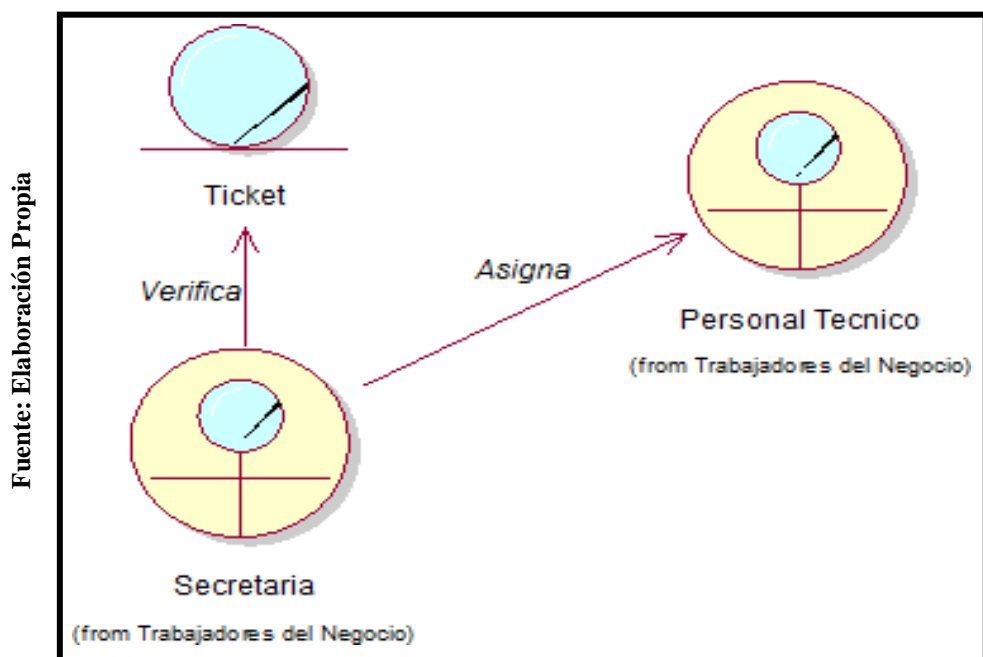 Fuente: Elaboración Propia
Ticket
Verifica
Asigna
Personal Tecnico
(from Trabajadores del Negocio)
Secretaria
(from Trabajadores del Negocio)